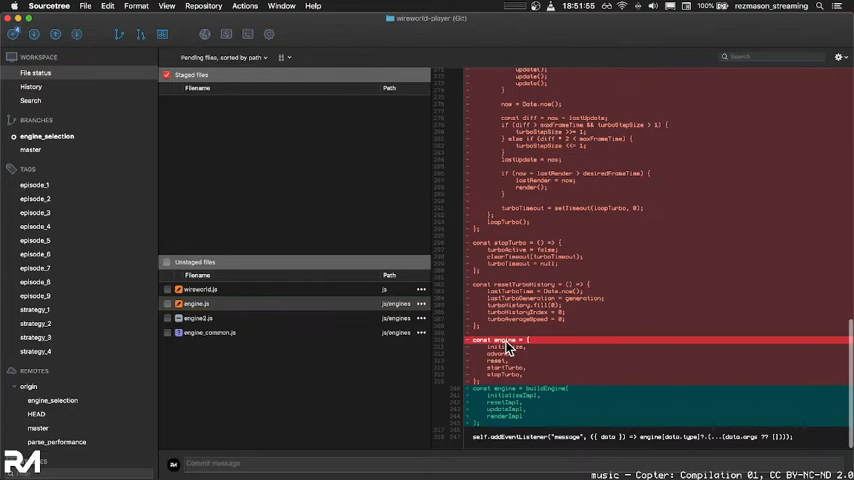 Sourcetree File Edit View Repository Actions Window Help 18:51:55 100% rezmason_streaming
wireworld-player (Git)
4
WORKSPACE
File status
History
Search
BRANCHES
engine_selection
master
TAGS
episode_1
episode_2
episode_3
episode_4
episode_5
episode_6
episode_7
episode_8
episode_9
strategy_1
strategy_2
strategy_3
strategy_4
REMOTES
origin
engine_selection
HEAD
master
parse_performance
Pending files, sorted by path
Search
Staged files
Filename Path
Unstaged files
Filename Path
wireworld.js js
engine.js js/engines
engine2.js js/engines
engine_common.js js/engines
update();
update();
update();
}
now = Date.now();
const diff = now - lastUpdate;
if (diff > maxFrameTime && turboStepSize > 1) {
turboStepSize >>= 1;
} else if (diff * 2 < maxFrameTime) {
turboStepSize <<= 1;
}
lastUpdate = now;
if (now - lastRender > desiredFrameTime) {
lastRender = now;
render();
}
turboTimeout = setTimeout(loopTurbo, 0);
};
loopTurbo();
};
const stopTurbo = () => {
turboActive = false;
clearTimeout(turboTimeout);
turboTimeout = null;
};
const resetTurboHistory = () => {
lastTurboTime = Date.now();
lastTurboGeneration = generation;
turboHistory.fill(0);
turboHistoryIndex = 0;
turboAverageSpeed = 0;
};
const engine = {
initialize,
advance,
reset,
startTurbo,
stopTurbo,
};
const engine = buildEngine(
initializeImpl,
resetImpl,
updateImpl,
renderImpl
);
self.addEventListener("message", ({ data }) => engine[data.type]?.(...(data.args ?? [])));
RM
Commit message
music - Copter: Compilation 01, CC BY-NC-ND 2.0